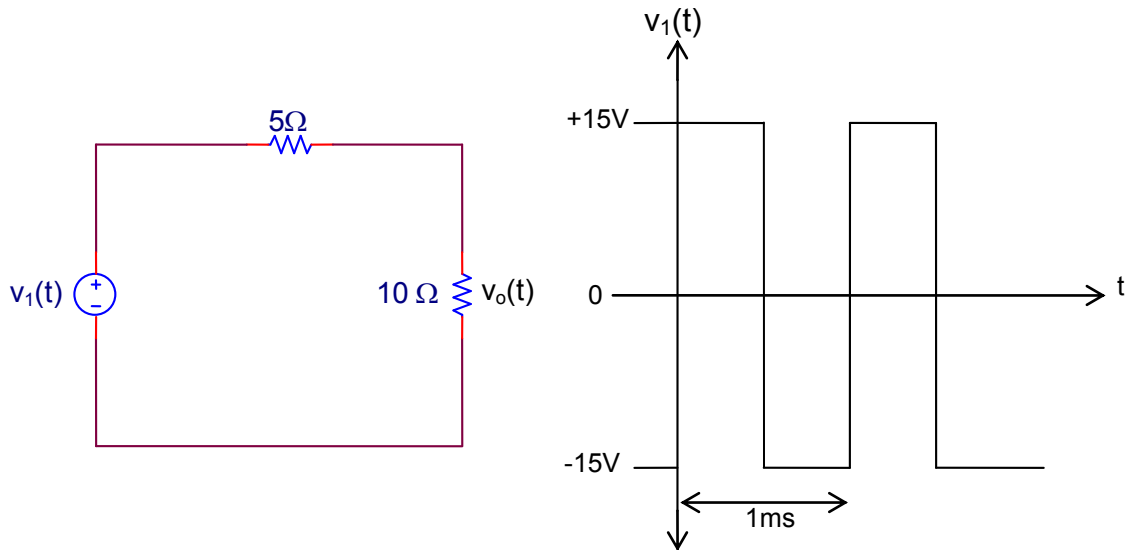 5Ω
v₁(t)
+
-
10 Ω
vₒ(t)
v₁(t)
+15V
0
t
-15V
1ms